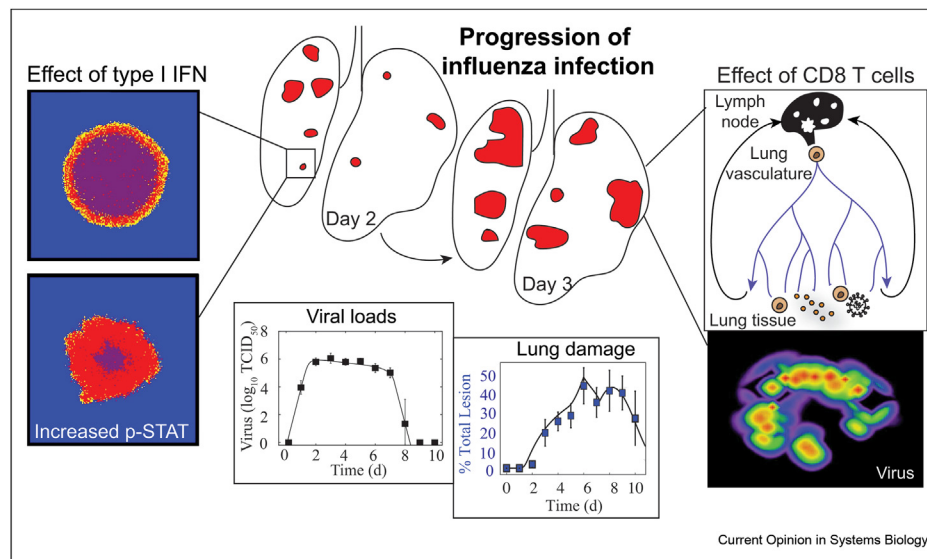 Progression of
influenza infection
Effect of type I IFN
Increased p-STAT
Day 2
Day 3
Effect of CD8 T cells
Lymph
node
Lung
vasculature
Lung tissue
Virus
Viral loads
Virus (log10 TCID50)
8
6
4
2
0
0 2 4 6 8 10
Time (d)
Lung damage
% Total Lesion
50
40
30
20
10
0
0 2 4 6 8 10
Time (d)
Current Opinion in Systems Biology